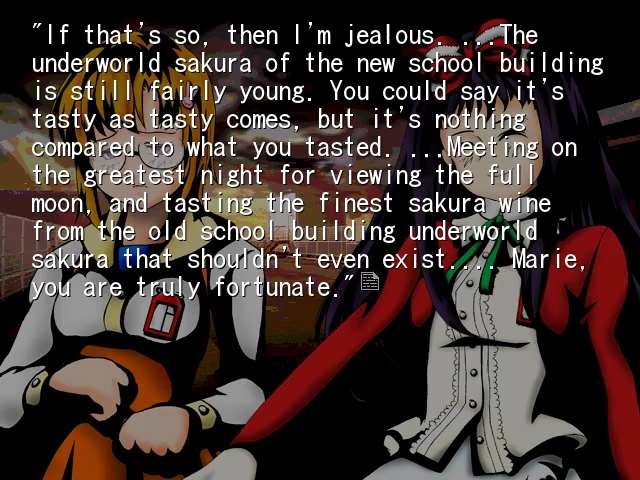 "If that's so, then I'm jealous. ...The
underworld sakura of the new school building
is still fairly young. You could say it's
tasty as tasty comes, but it's nothing
compared to what you tasted. ...Meeting on
the greatest night for viewing the full
moon, and tasting the finest sakura wine
from the old school building underworld
sakura that shouldn't even exist.... Marie,
you are truly fortunate."